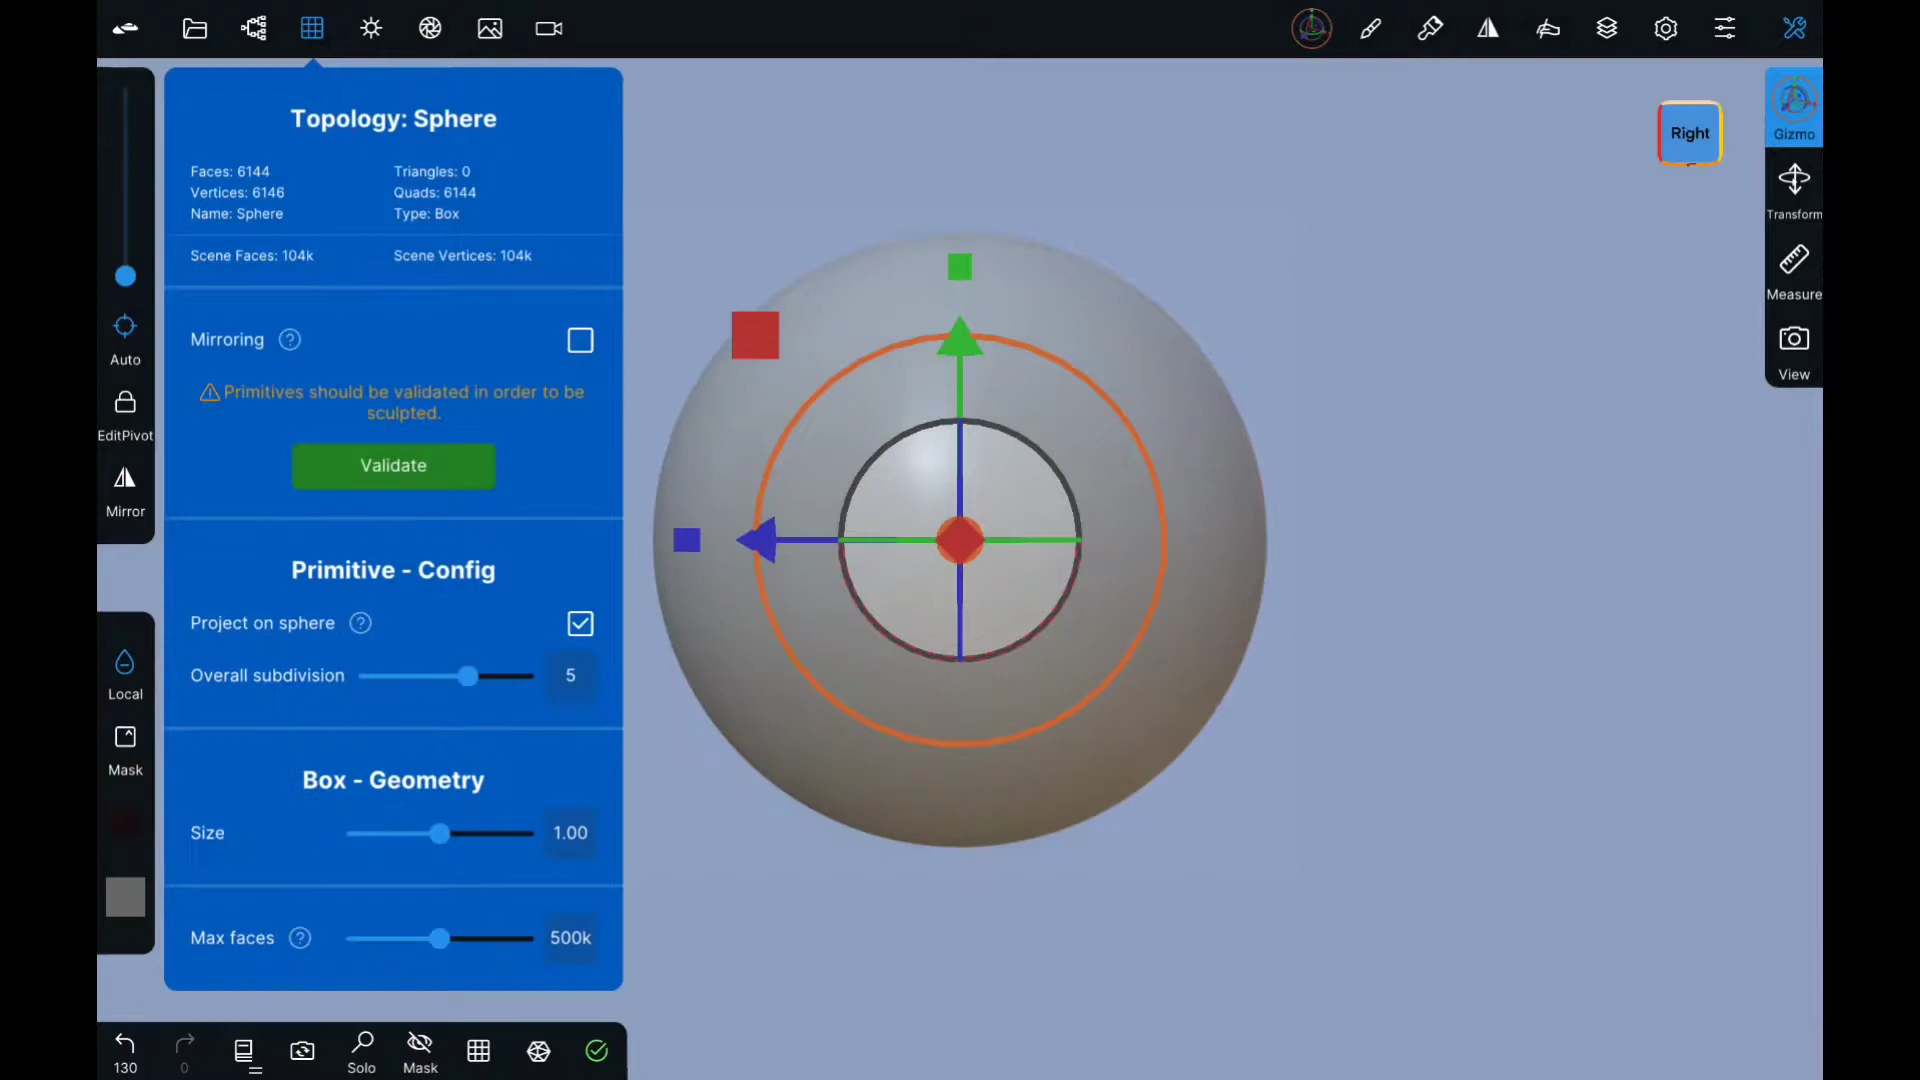 Topology: Sphere
Faces: 6144
Triangles: 0
Vertices: 6146
Quads: 6144
Name: Sphere
Type: Box
Scene Faces: 104k
Scene Vertices: 104k
Mirroring ?
Primitives should be validated in order to be
sculpted.
Validate
Primitive - Config
Project on sphere ?
Overall subdivision 5
Box - Geometry
Size 1.00
Max faces ? 500k
Auto
EditPivot
Mirror
Local
Mask
130
0
Solo
Mask
Right
Gizmo
Transform
Measure
View